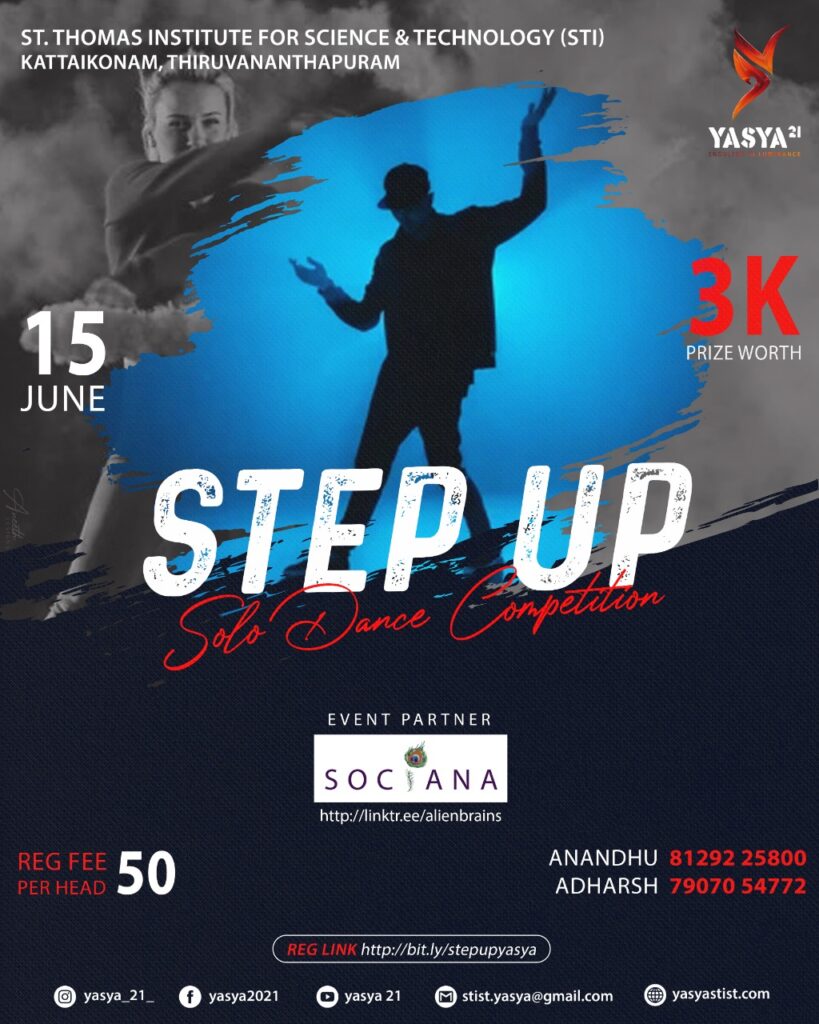 ST. THOMAS INSTITUTE FOR SCIENCE & TECHNOLOGY (STI)
KATTAIKONAM, THIRUVANANTHAPURAM
YASYA 21
3K
PRIZE WORTH
15
JUNE
STEP UP
Solo Dance Competition
EVENT PARTNER
SOCIANA
http://linktr.ee/alienbrains
REG FEE
PER HEAD 50
ANANDHU 81292 25800
ADHARSH 79070 54772
REG LINK http://bit.ly/stepupyasya
yasya_21_ yasya2021 yasya 21 stist.yasya@gmail.com yasyastist.com